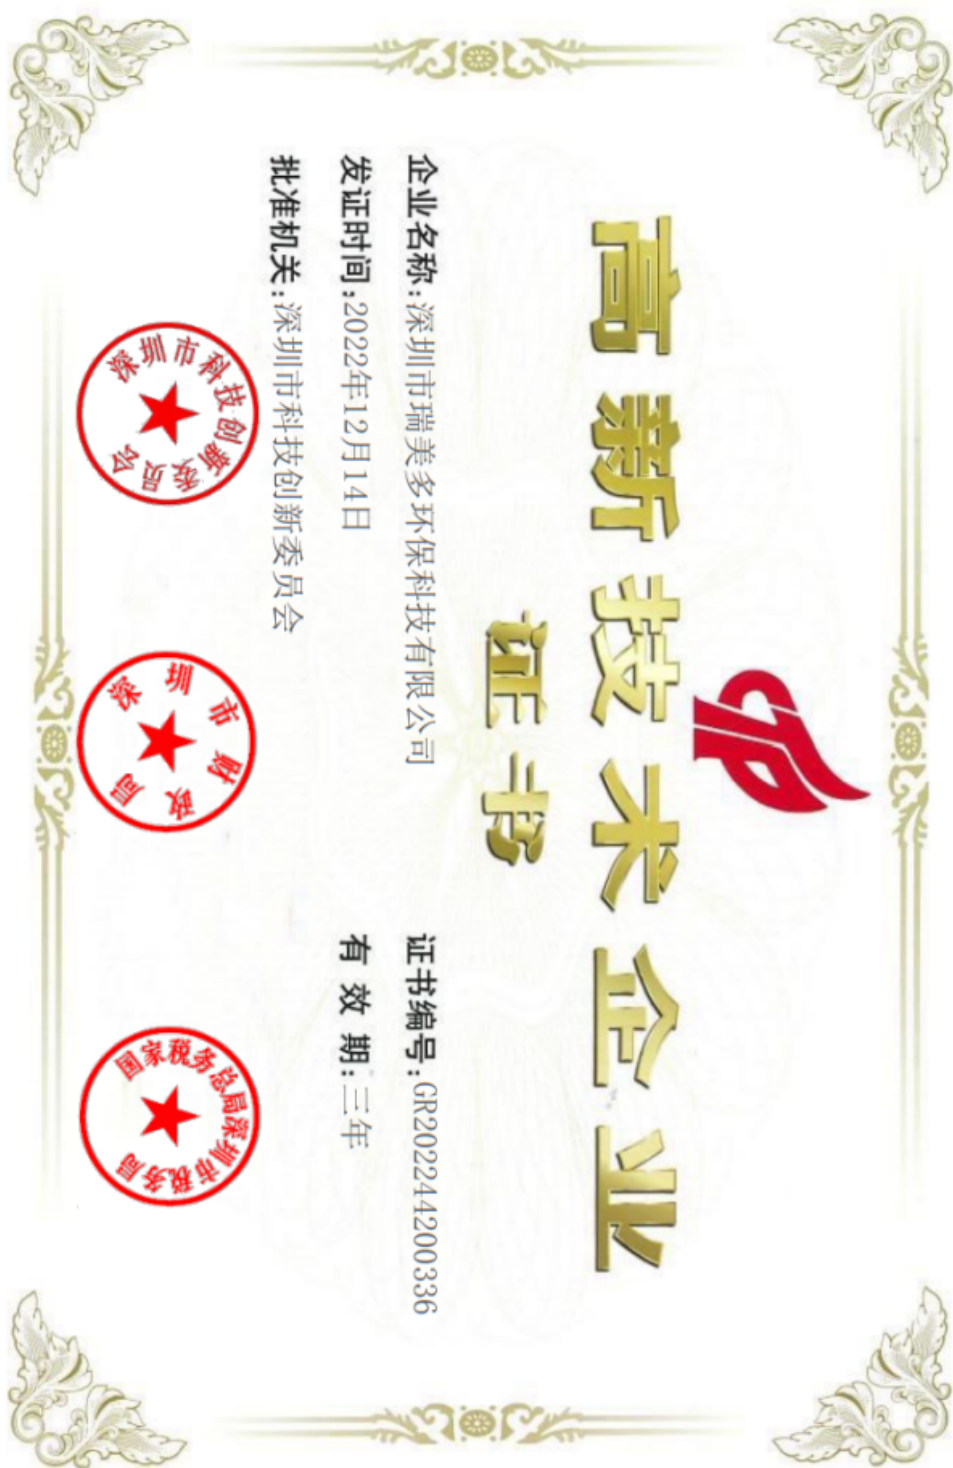 高新技术企业
证书
企业名称：深圳市瑞美多环保科技有限公司
证书编号：GR202244200336
发证时间：2022年12月14日
有效期：三年
批准机关：深圳市科技创新委员会
深圳市科技创新委员会
深圳市财政局
国家税务总局深圳市税务局